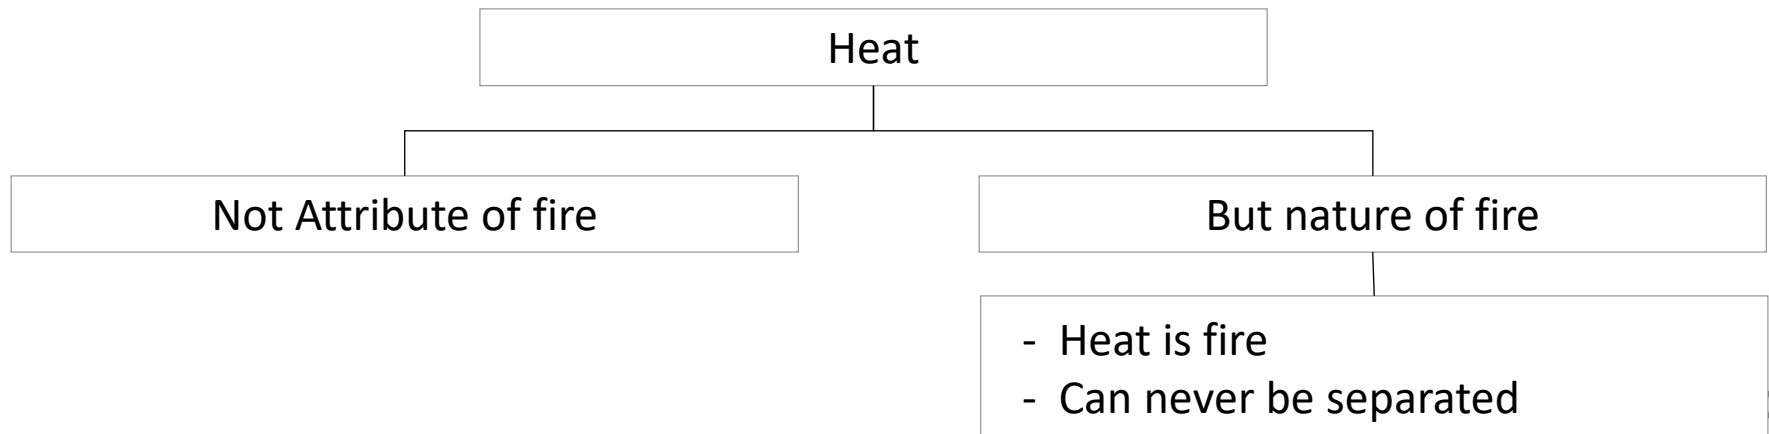 Heat
Not Attribute of fire
But nature of fire
- Heat is fire
- Can never be separated